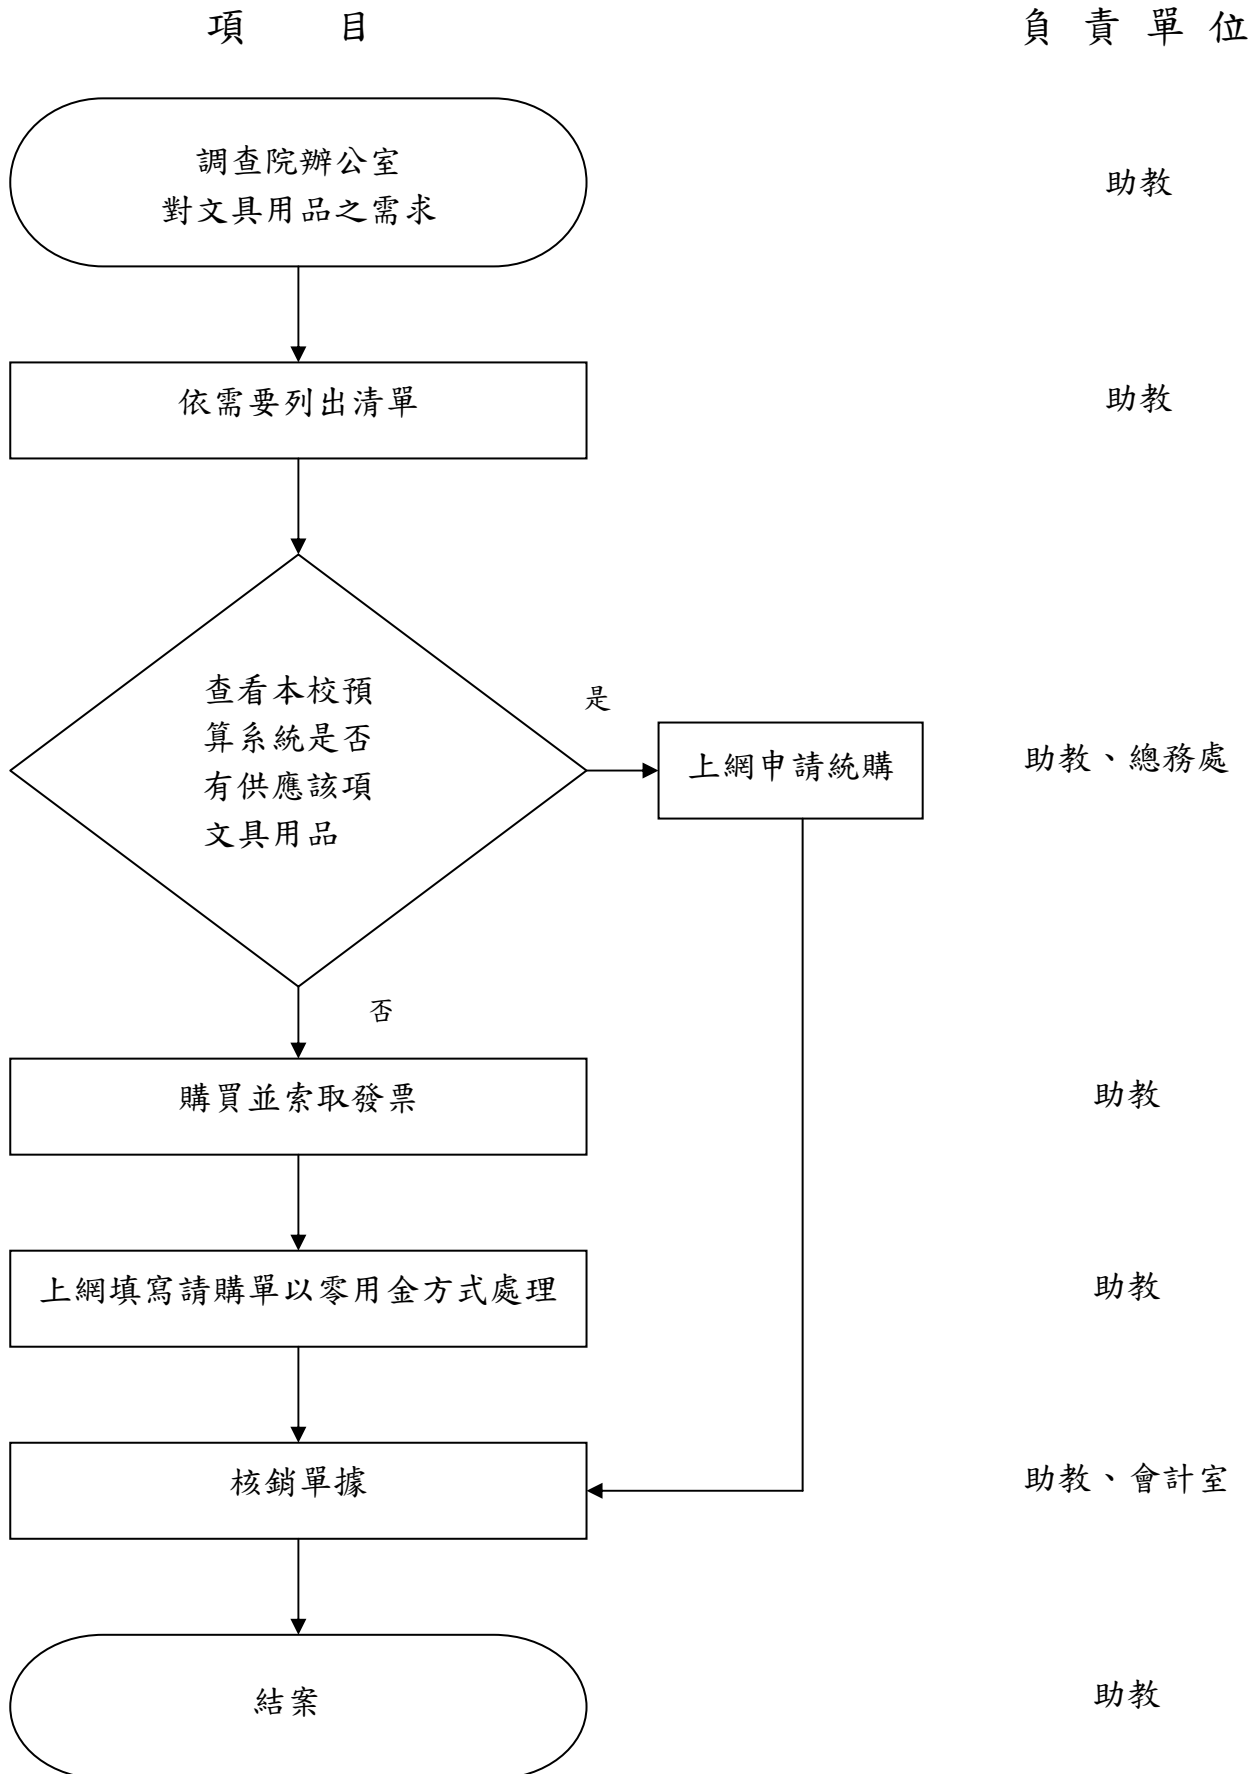 項 目 負責單位
調查院辦公室
對文具用品之需求
助教
依需要列出清單
助教
查看本校預
算系統是否
有供應該項
文具用品
是
上網申請統購
助教、總務處
否
購買並索取發票
助教
上網填寫請購單以零用金方式處理
助教
核銷單據
助教、會計室
結案
助教